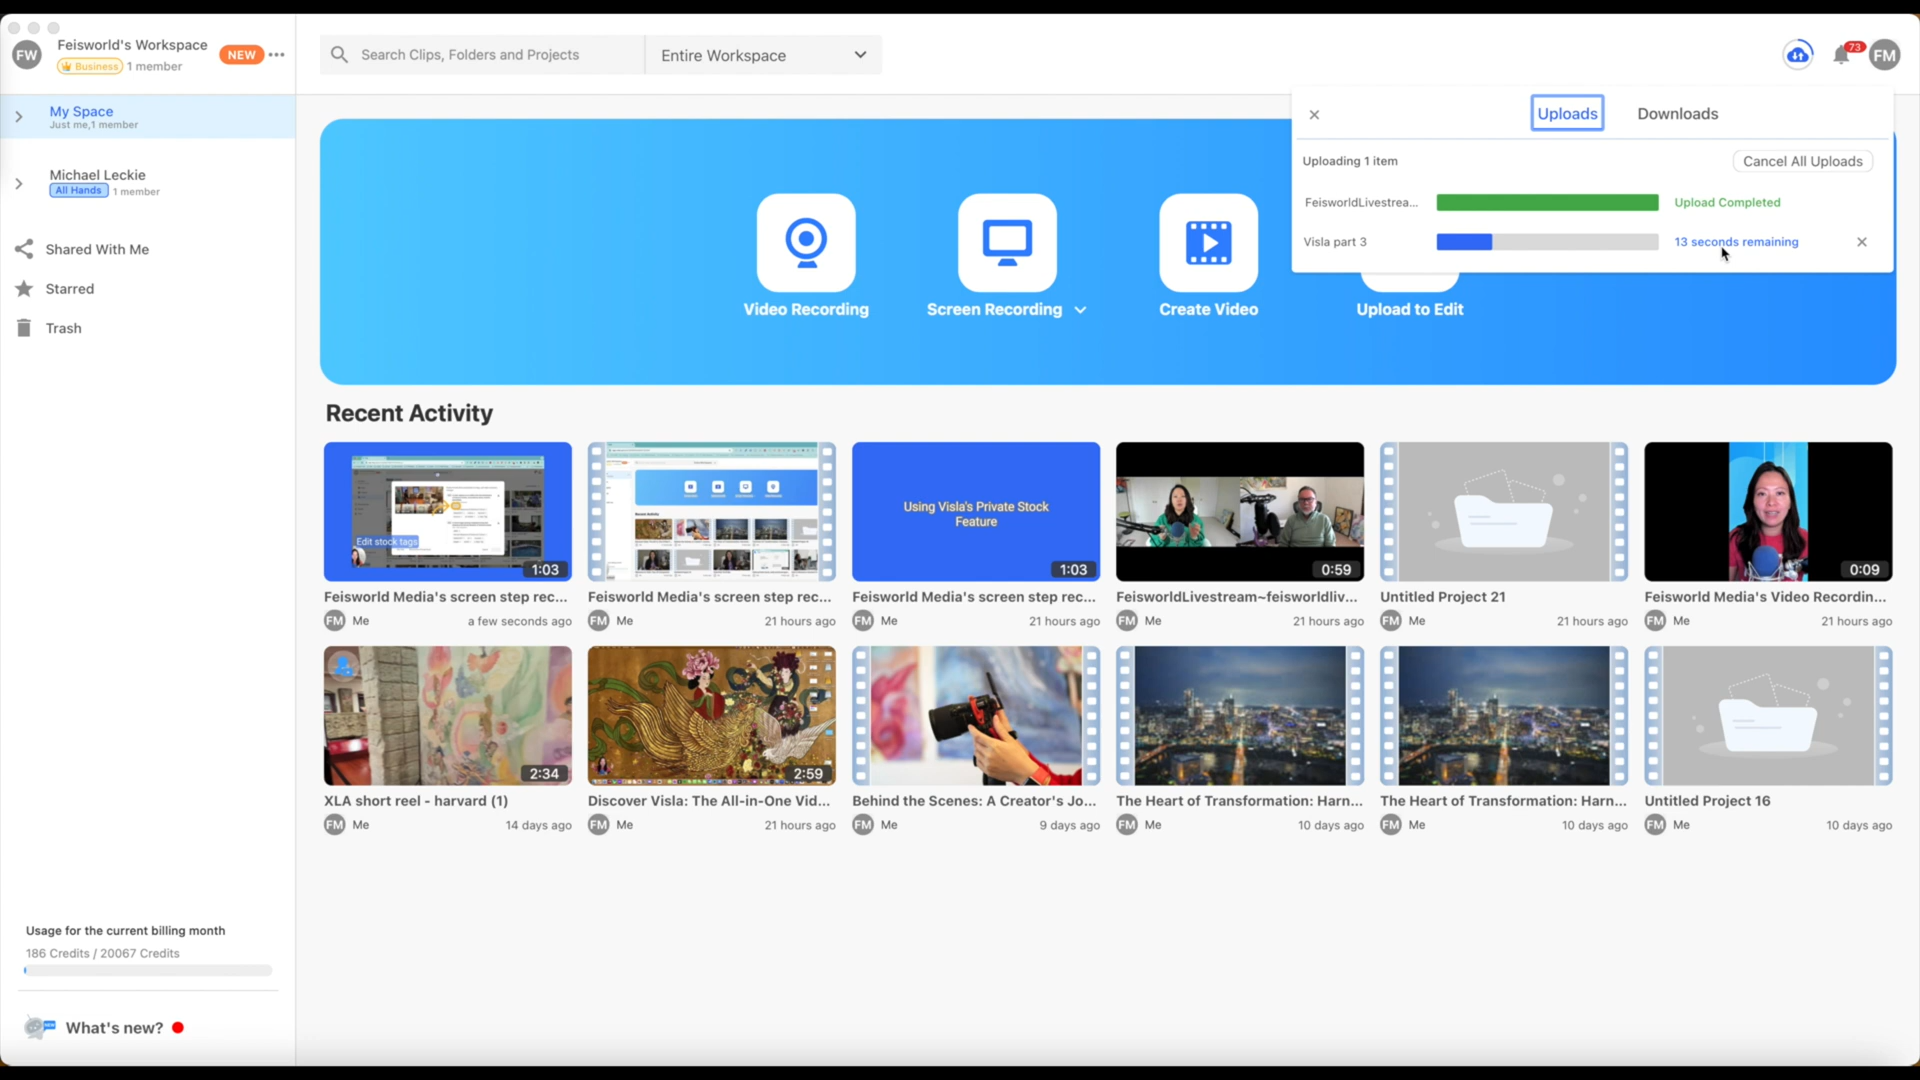 FW
Feisworld's Workspace
Business
1 member
NEW
Search Clips, Folders and Projects
Entire Workspace
73
FM
My Space
Just me,1 member
Michael Leckie
All Hands
1 member
Shared With Me
Starred
Trash
Uploads
Downloads
Uploading 1 item
Cancel All Uploads
FeisworldLivestrea...
Upload Completed
Visla part 3
13 seconds remaining
Video Recording
Screen Recording
Create Video
Upload to Edit
Recent Activity
Edit stock tags
1:03
Using Visla's Private Stock
Feature
1:03
0:59
0:09
Feisworld Media's screen step rec...
Feisworld Media's screen step rec...
Feisworld Media's screen step rec...
FeisworldLivestream~feisworldliv...
Untitled Project 21
Feisworld Media's Video Recordin...
FM Me a few seconds ago
FM Me 21 hours ago
FM Me 21 hours ago
FM Me 21 hours ago
FM Me 21 hours ago
FM Me 21 hours ago
2:34
2:59
XLA short reel - harvard (1)
Discover Visla: The All-in-One Vid...
Behind the Scenes: A Creator's Jo...
The Heart of Transformation: Harn...
The Heart of Transformation: Harn...
Untitled Project 16
FM Me 14 days ago
FM Me 21 hours ago
FM Me 9 days ago
FM Me 10 days ago
FM Me 10 days ago
FM Me 10 days ago
Usage for the current billing month
186 Credits / 20067 Credits
What's new?